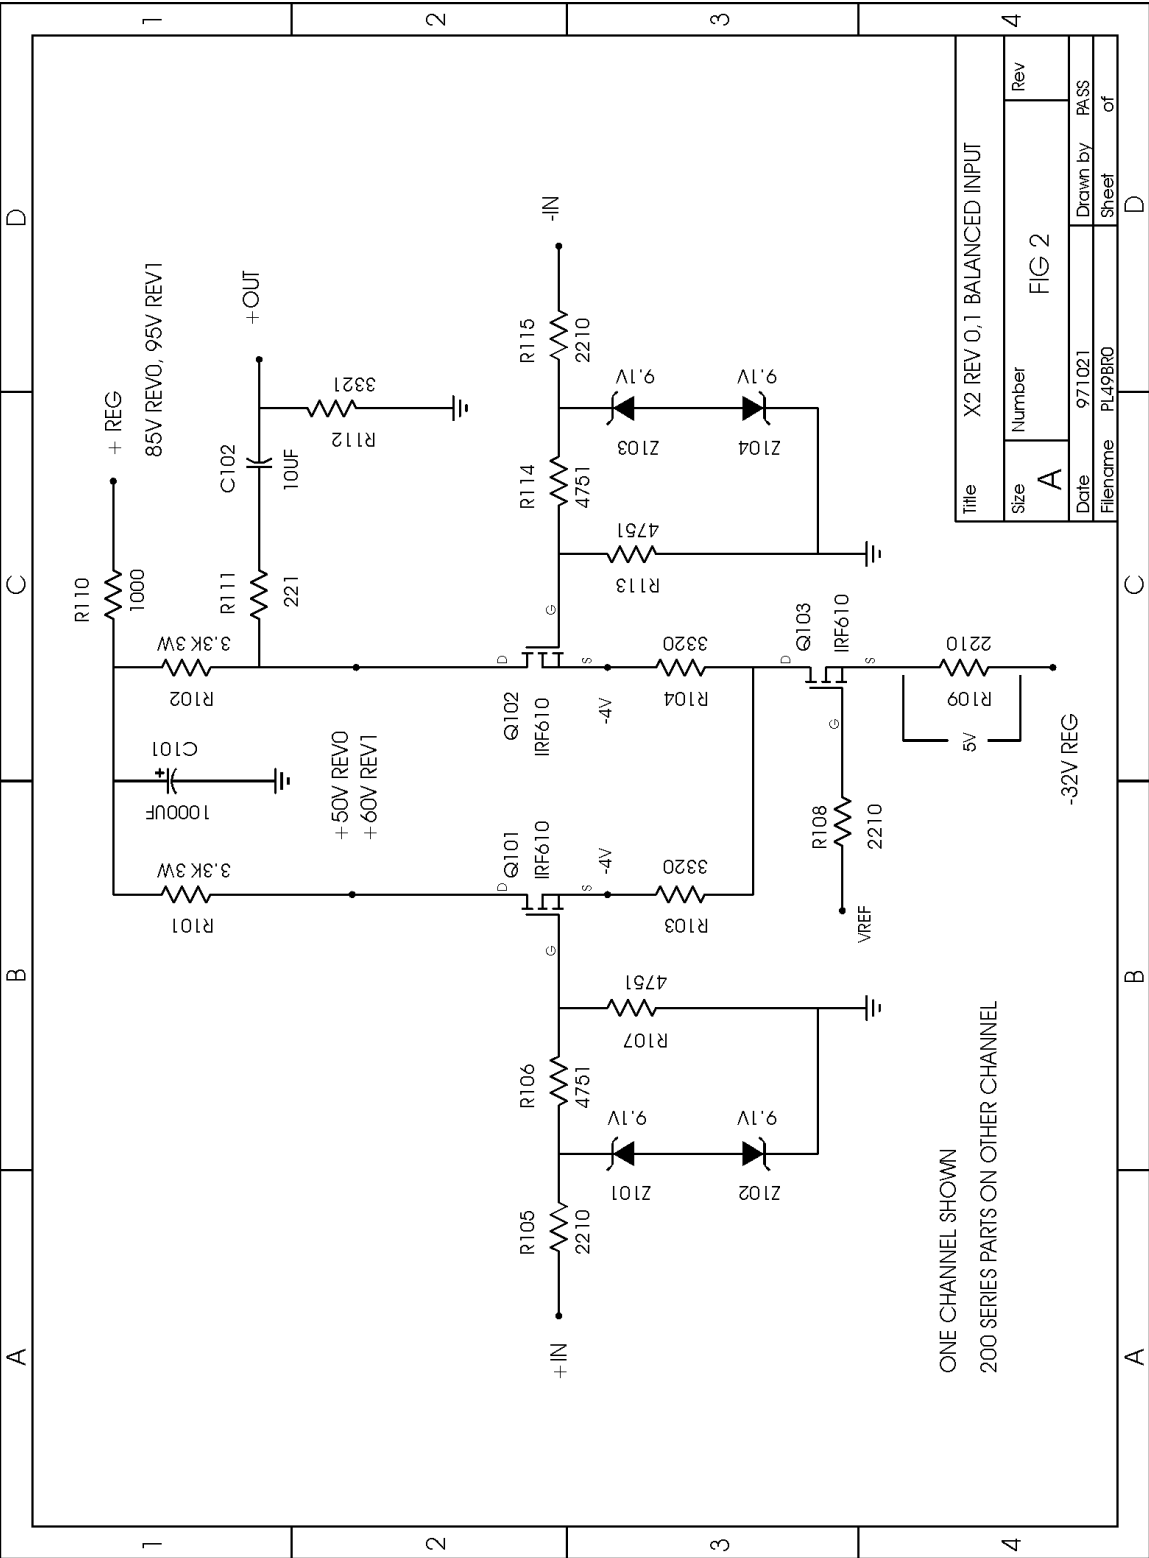 A
B
C
D
1
2
3
4
1
2
3
4
A
B
C
D
R110
1000
+ REG
85V REV0, 95V REV1
R101
3.3K 3W
1000UF
C101
R102
3.3K 3W
R111
221
C102
10UF
+OUT
R112
3321
+50V REV0
+60V REV1
+IN
R105
2210
Z101
9.1V
Z102
9.1V
R106
4751
R107
4751
G
D
S
Q101
IRF610
-4V
R103
3320
Q102
IRF610
D
S
G
-4V
R104
3320
R113
4751
R114
4751
Z103
9.1V
Z104
9.1V
R115
2210
-IN
VREF
R108
2210
G
D
S
Q103
IRF610
5V
R109
2210
-32V REG
ONE CHANNEL SHOWN
200 SERIES PARTS ON OTHER CHANNEL
Title X2 REV 0,1 BALANCED INPUT
Size Number Rev
A FIG 2
Date 971021 Drawn by PASS
Filename PL49BR0 Sheet of